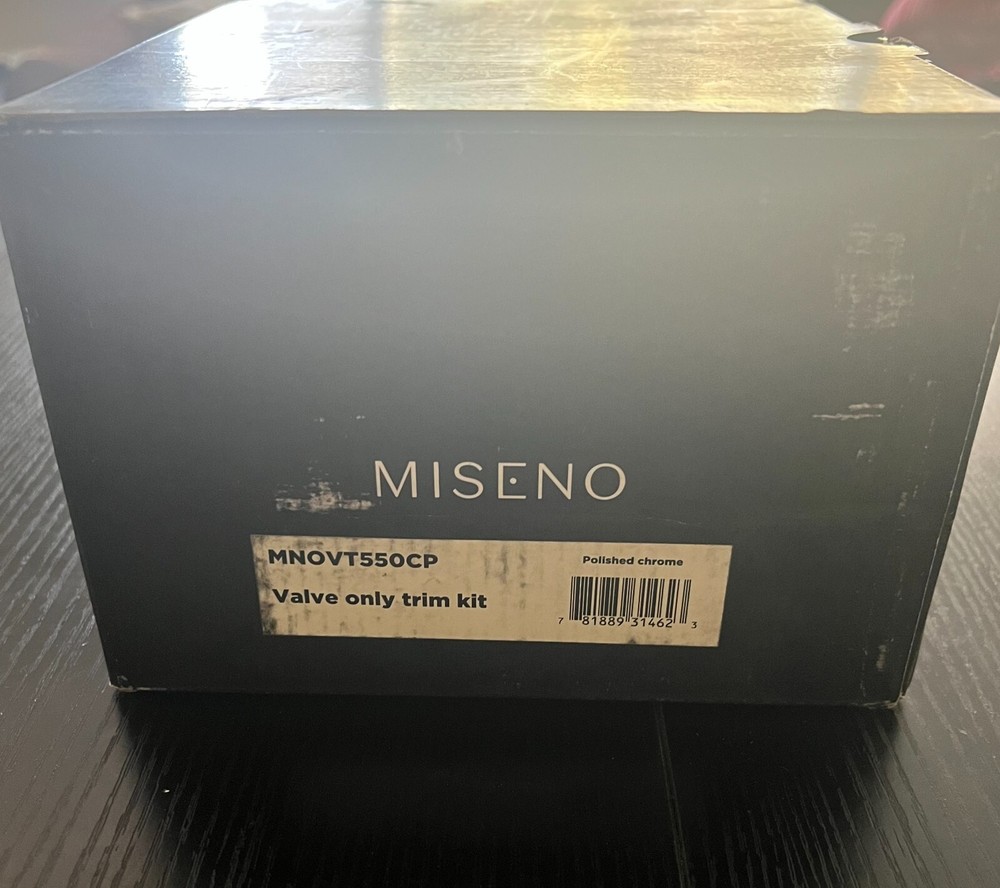 MISENO
MNOVT550CP
Polished chrome
Valve only trim kit
7 81889 31462 3